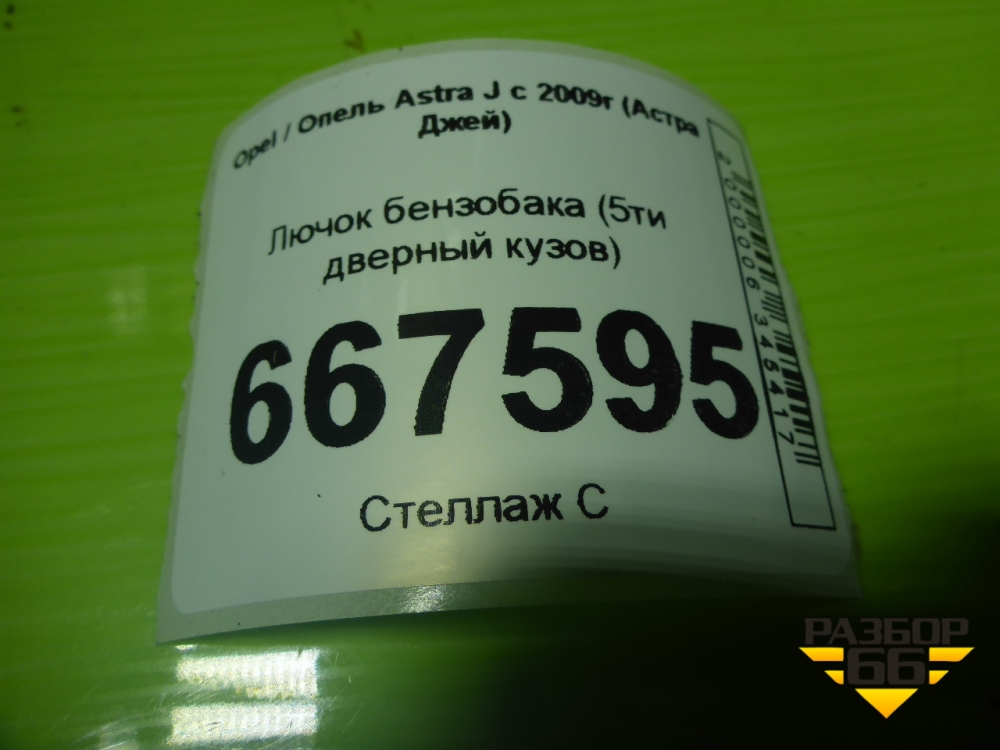 Opel / Опель Astra J с 2009г (Астра
Джей)
Лючок бензобака (5ти
дверный кузов)
667595
Стеллаж С
2000006346417
РАЗБОР
66